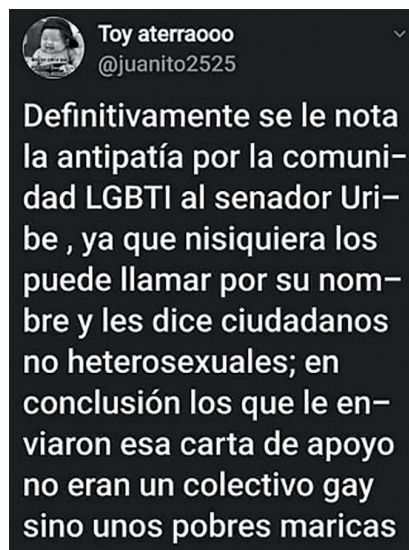 Toy aterraooo
@juanito2525
Definitivamente se le nota
la antipatía por la comuni–
dad LGBTI al senador Uri–
be , ya que nisiquiera los
puede llamar por su nom–
bre y les dice ciudadanos
no heterosexuales; en
conclusión los que le en–
viaron esa carta de apoyo
no eran un colectivo gay
sino unos pobres maricas